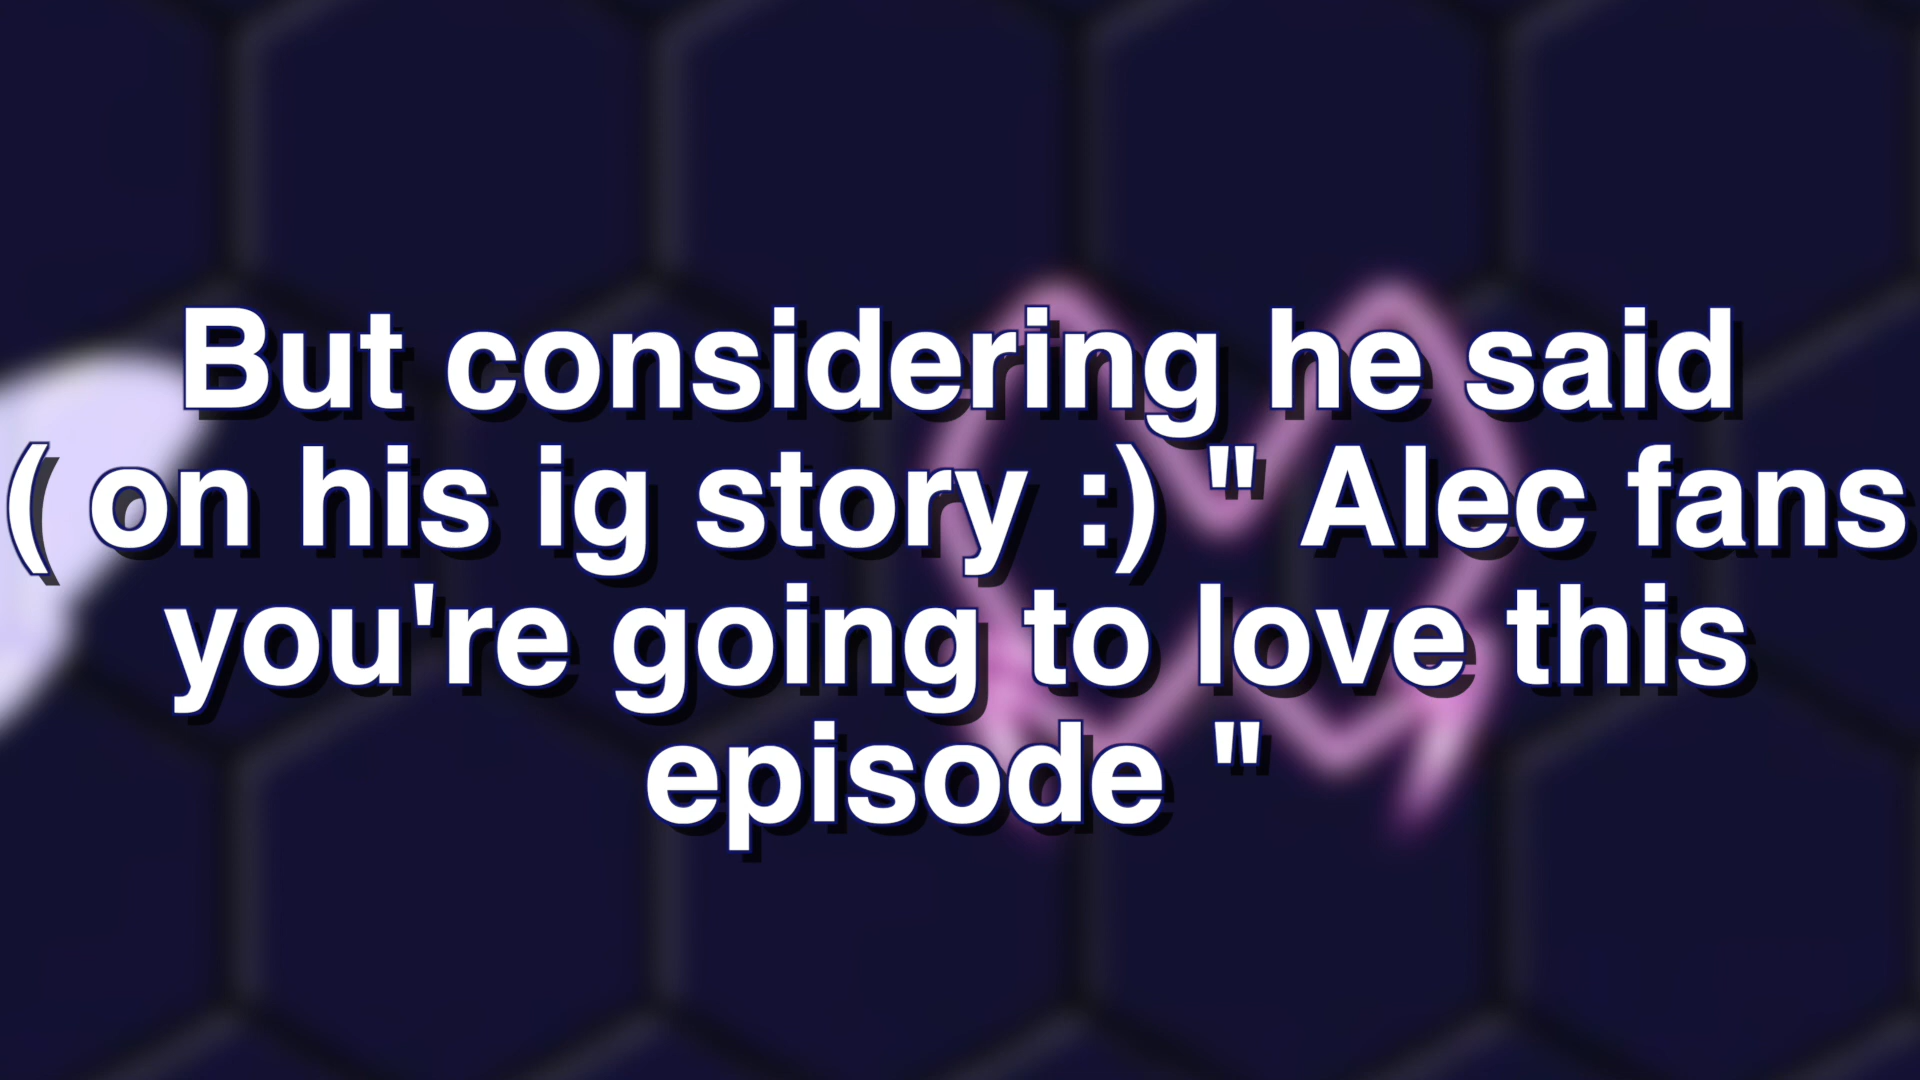 But considering he said
( on his ig story :) " Alec fans
you're going to love this
episode "